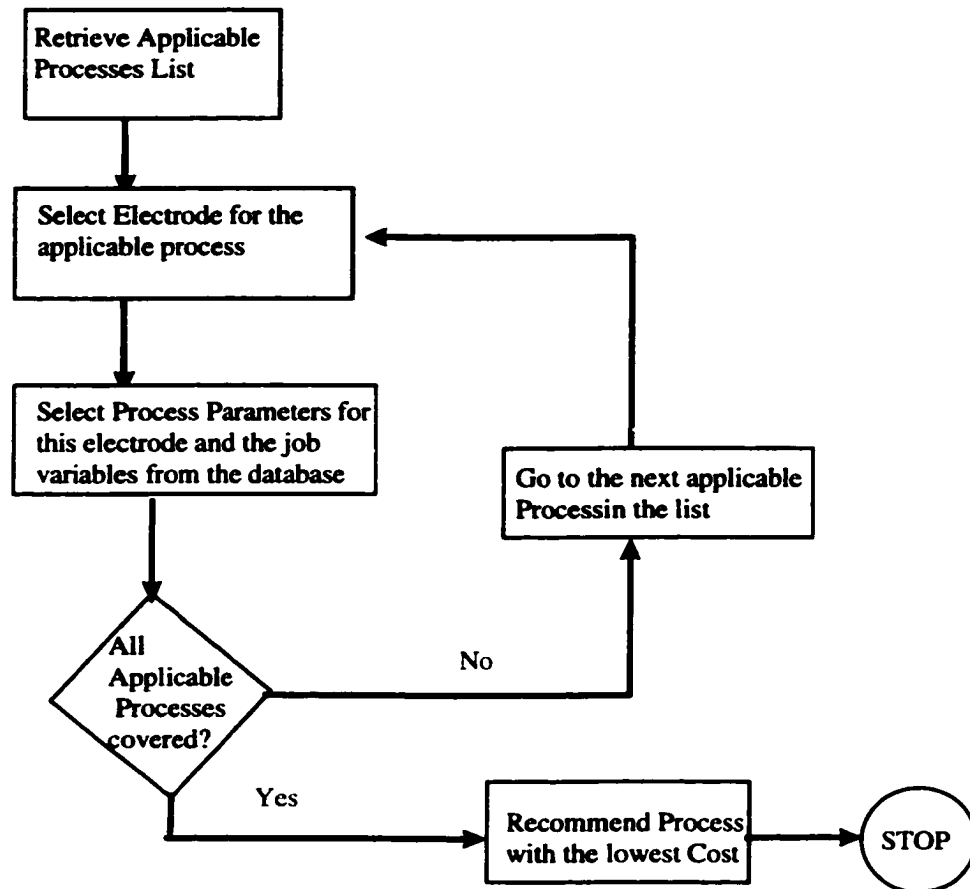 Retrieve Applicable
Processes List
Select Electrode for the
applicable process
Select Process Parameters for
this electrode and the job
variables from the database
Go to the next applicable
Processin the list
All
Applicable
Processes
covered?
No
Yes
Recommend Process
with the lowest Cost
STOP